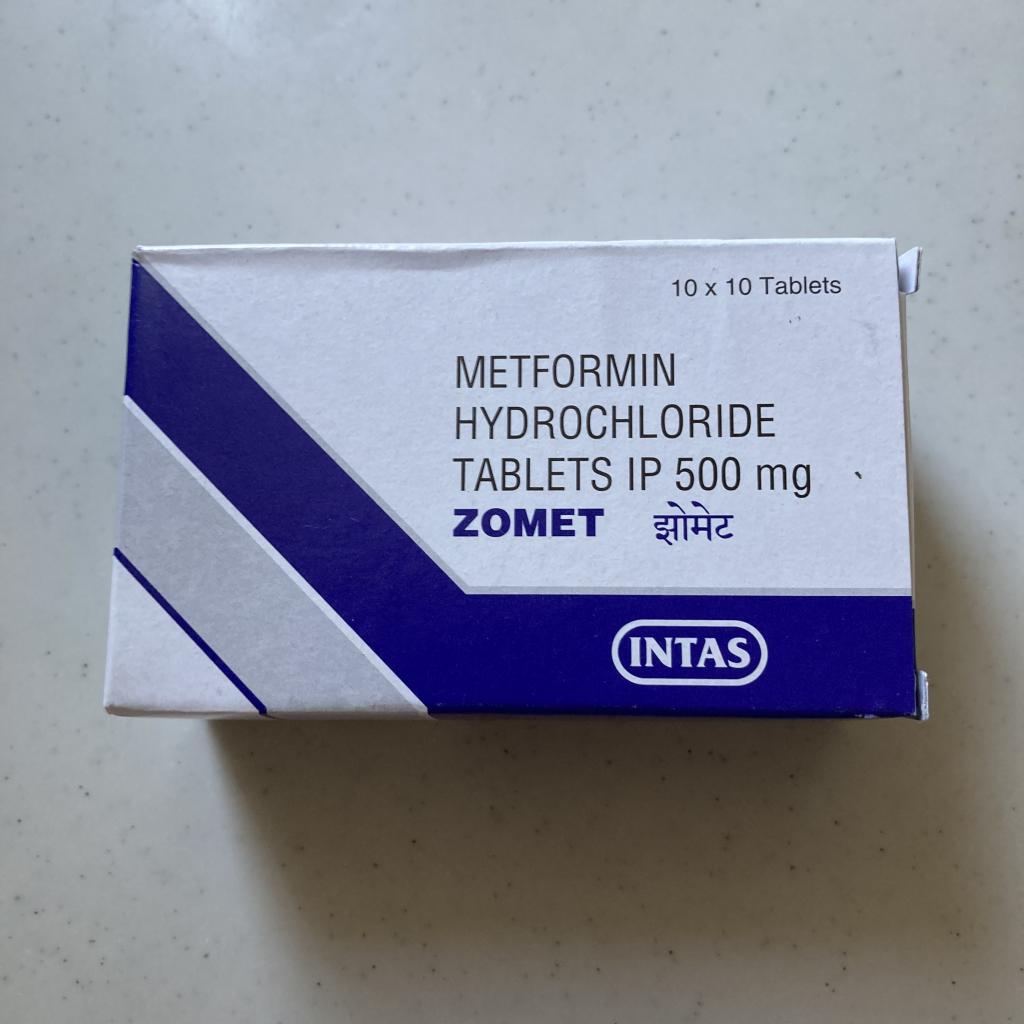 10 x 10 Tablets
METFORMIN
HYDROCHLORIDE
TABLETS IP 500 mg
ZOMET झोमेट
INTAS